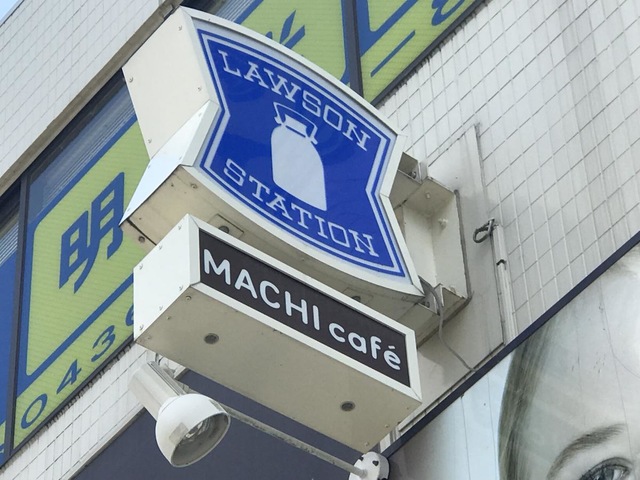 LAWSON
STATION
MACHI café
明
0436